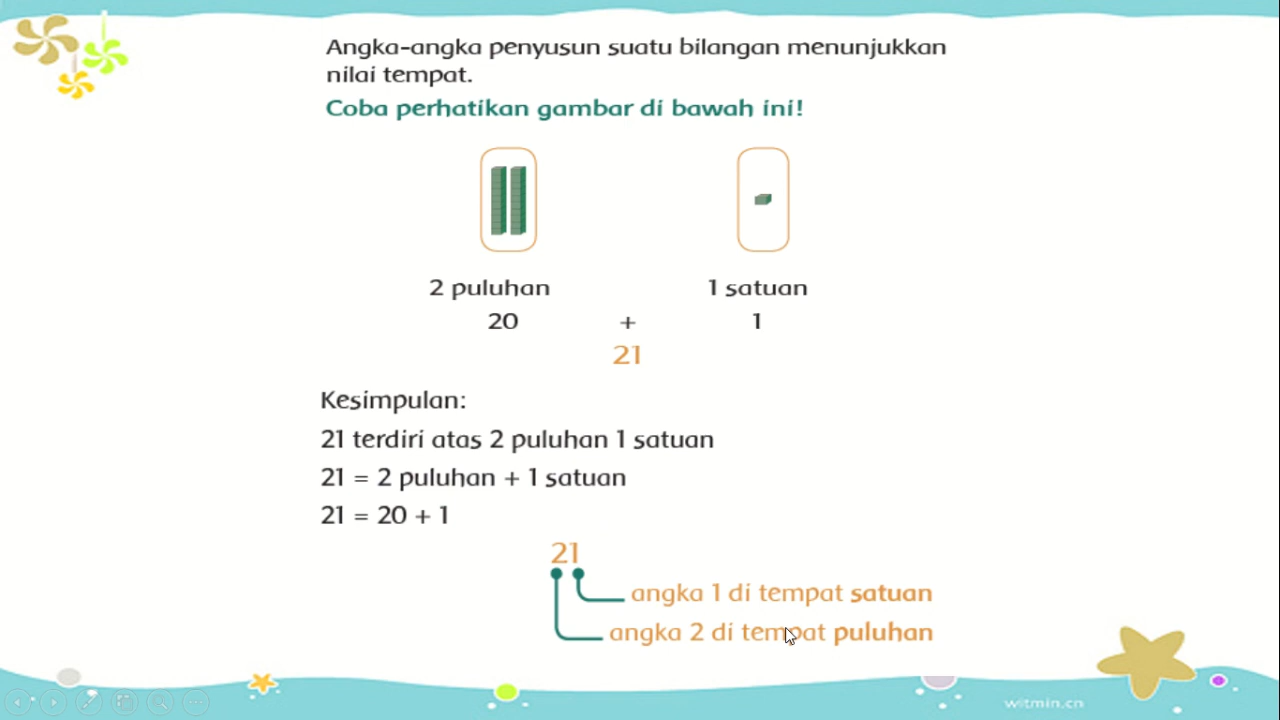 Angka-angka penyusun suatu bilangan menunjukkan
nilai tempat.
Coba perhatikan gambar di bawah ini!
2 puluhan 1 satuan
20 + 1
21
Kesimpulan:
21 terdiri atas 2 puluhan 1 satuan
21 = 2 puluhan + 1 satuan
21 = 20 + 1
21
angka 1 di tempat satuan
angka 2 di tempat puluhan
witmin.cn